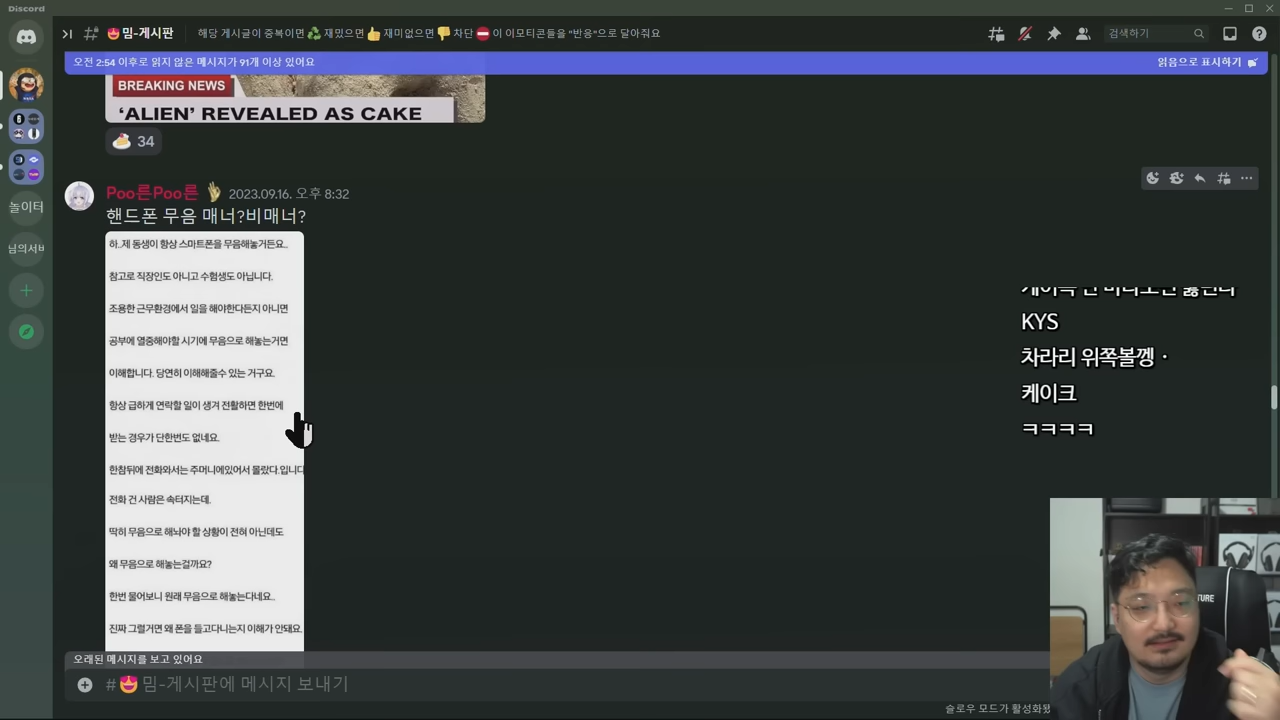 Discord
밈-게시판
해당 게시글이 중복이면 재밌으면 재미없으면 차단 이 이모티콘들을 "반응"으로 달아줘요
검색하기
오전 2:54 이후로 읽지 않은 메시지가 91개 이상 있어요
읽음으로 표시하기
BREAKING NEWS
'ALIEN' REVEALED AS CAKE
34
Poo른Poo른 2023.09.16. 오후 8:32
핸드폰 무음 매너?비매너?
하..제 동생이 항상 스마트폰을 무음해놓거든요..
참고로 직장인도 아니고 수험생도 아닙니다.
조용한 근무환경에서 일을 해야한다든지 아니면
공부에 열중해야할 시기에 무음으로 해놓는거면
이해합니다. 당연히 이해해줄수 있는 거구요.
항상 급하게 연락할 일이 생겨 전활하면 한번에
받는 경우가 단한번도 없네요.
한참뒤에 전화와서는 주머니에있어서 몰랐다.입니다
전화 건 사람은 속터지는데.
딱히 무음으로 해놔야 할 상황이 전혀 아닌데도
왜 무음으로 해놓는걸까요?
한번 물어보니 원래 무음으로 해놓는다네요..
진짜 그럴거면 왜 폰을 들고다니는지 이해가 안돼요.
놀이터
님의서버
KYS
차라리 위쪽볼껭 ·
케이크
ㅋㅋㅋㅋ
TURE
오래된 메시지를 보고 있어요
#밈-게시판에 메시지 보내기
슬로우 모드가 활성화됐